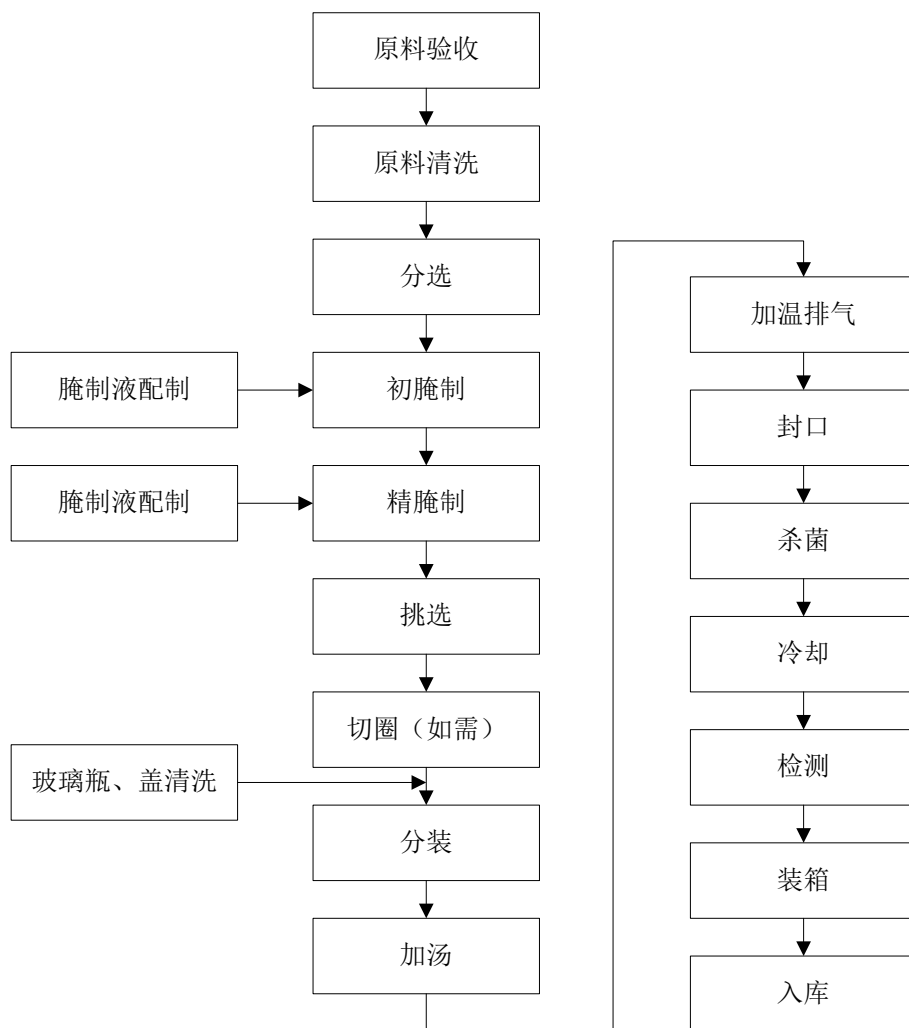 原料验收
原料清洗
分选
腌制液配制
初腌制
腌制液配制
精腌制
挑选
切圈（如需）
玻璃瓶、盖清洗
分装
加汤
加温排气
封口
杀菌
冷却
检测
装箱
入库